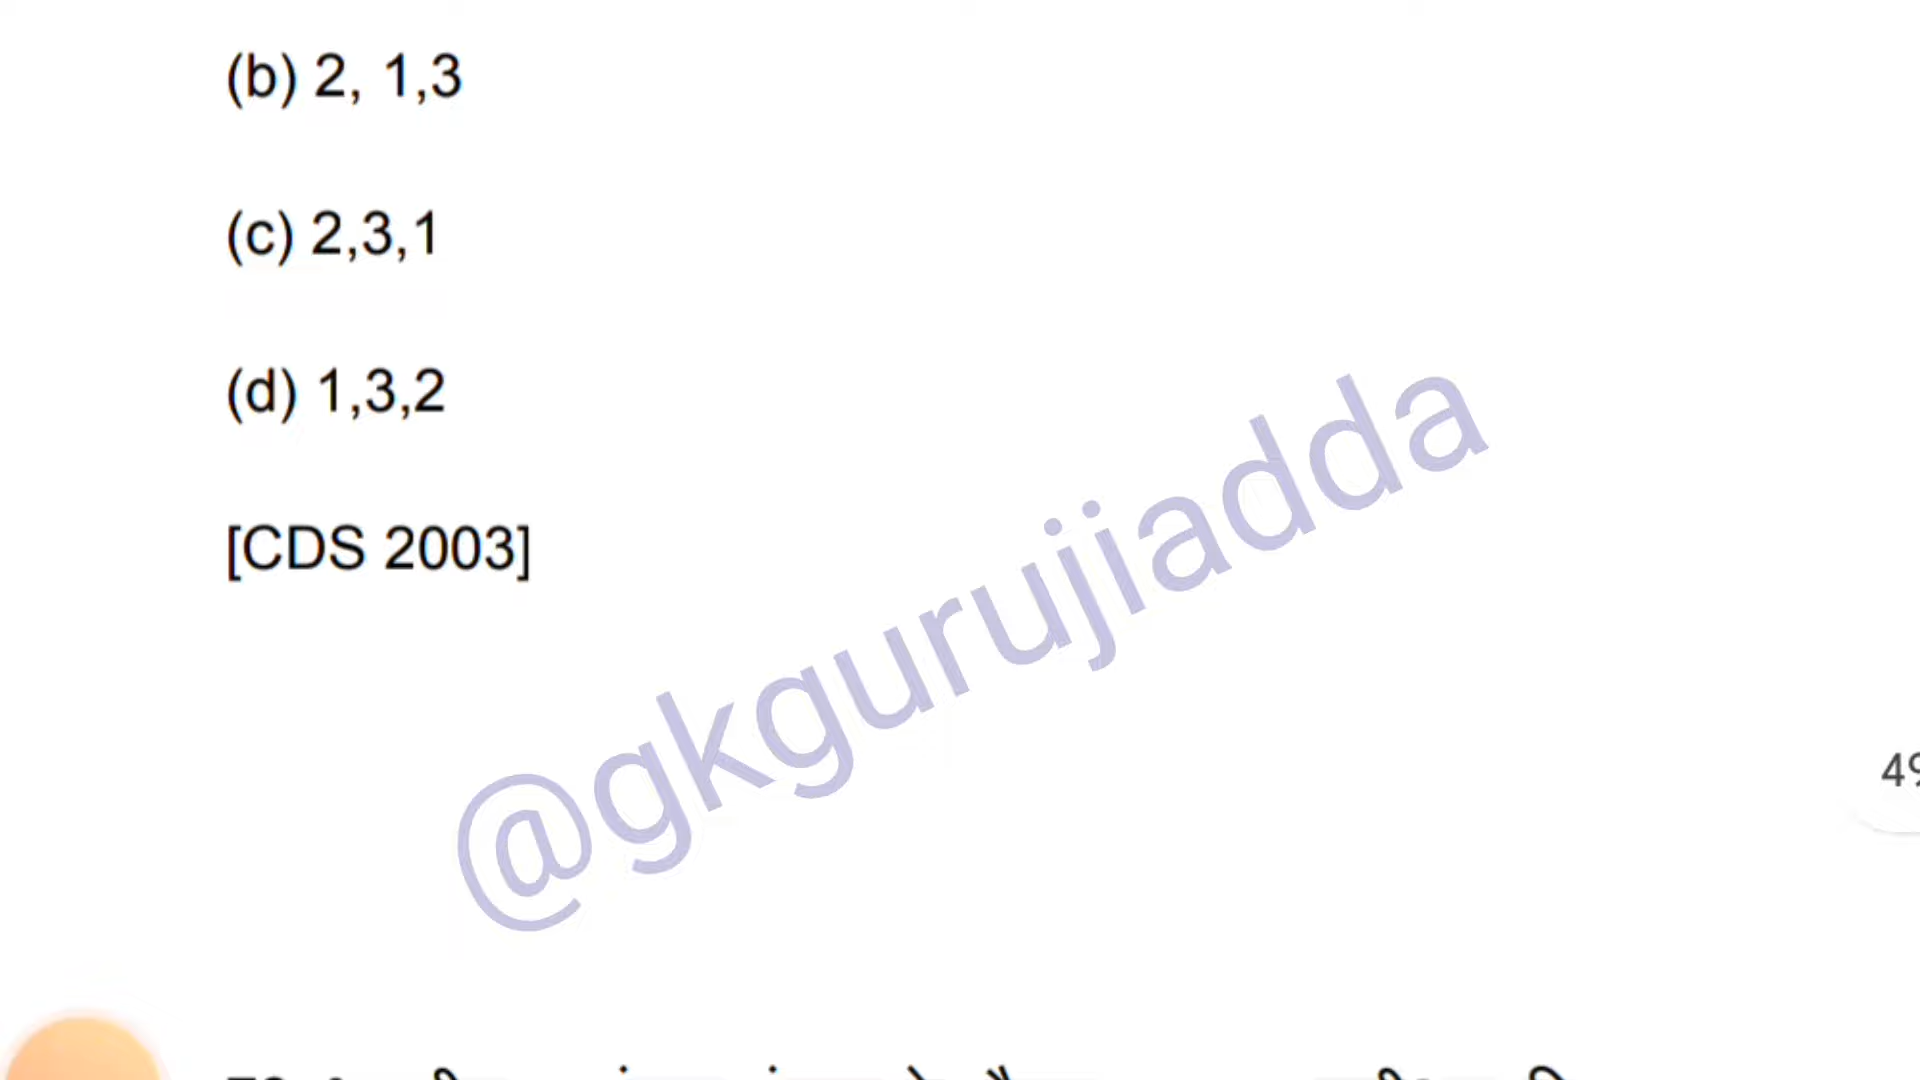 (b) 2, 1,3
(c) 2,3,1
(d) 1,3,2
[CDS 2003]
@gkgurujiadda